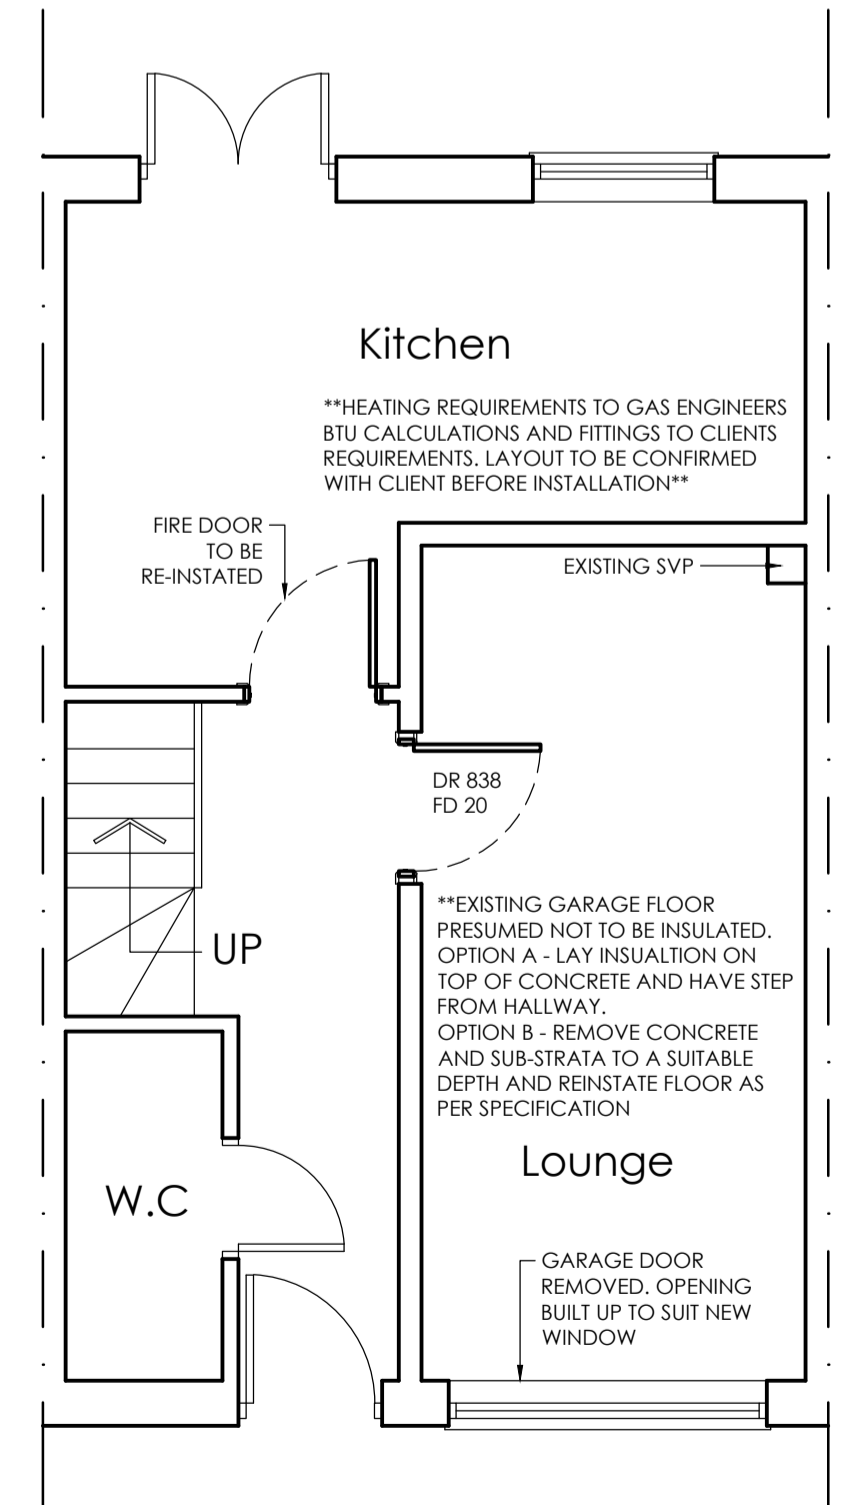 Kitchen
**HEATING REQUIREMENTS TO GAS ENGINEERS
BTU CALCULATIONS AND FITTINGS TO CLIENTS
REQUIREMENTS. LAYOUT TO BE CONFIRMED
WITH CLIENT BEFORE INSTALLATION**
FIRE DOOR
TO BE
RE-INSTATED
EXISTING SVP
DR 838
FD 20
UP
**EXISTING GARAGE FLOOR
PRESUMED NOT TO BE INSULATED.
OPTION A - LAY INSUALTION ON
TOP OF CONCRETE AND HAVE STEP
FROM HALLWAY.
OPTION B - REMOVE CONCRETE
AND SUB-STRATA TO A SUITABLE
DEPTH AND REINSTATE FLOOR AS
PER SPECIFICATION
Lounge
W.C
GARAGE DOOR
REMOVED. OPENING
BUILT UP TO SUIT NEW
WINDOW